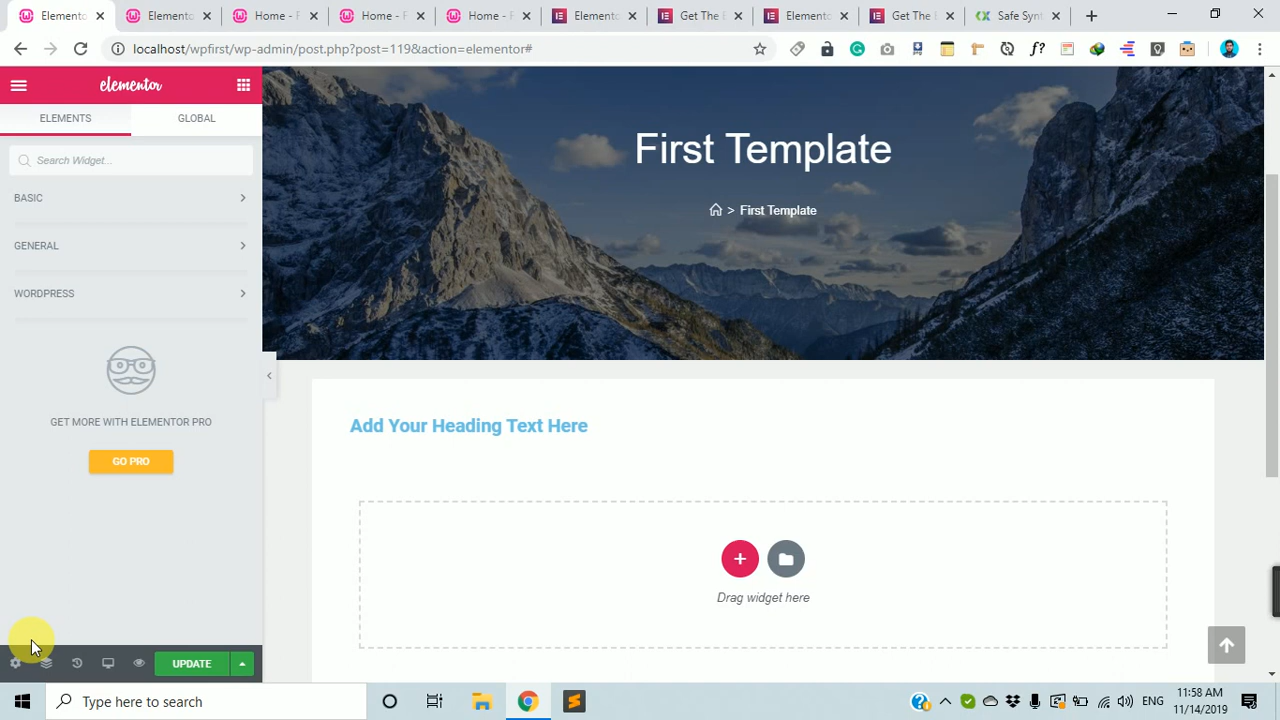 Elementor
Elementor
Home - F
Home - F
Home - F
Elemento
Get The B
Elemento
Get The B
Safe Synt
localhost/wpfirst/wp-admin/post.php?post=119&action=elementor#
elementor
ELEMENTS
GLOBAL
Search Widget...
BASIC
GENERAL
WORDPRESS
GET MORE WITH ELEMENTOR PRO
GO PRO
UPDATE
First Template
> First Template
Add Your Heading Text Here
Drag widget here
Type here to search
ENG
11:58 AM
11/14/2019